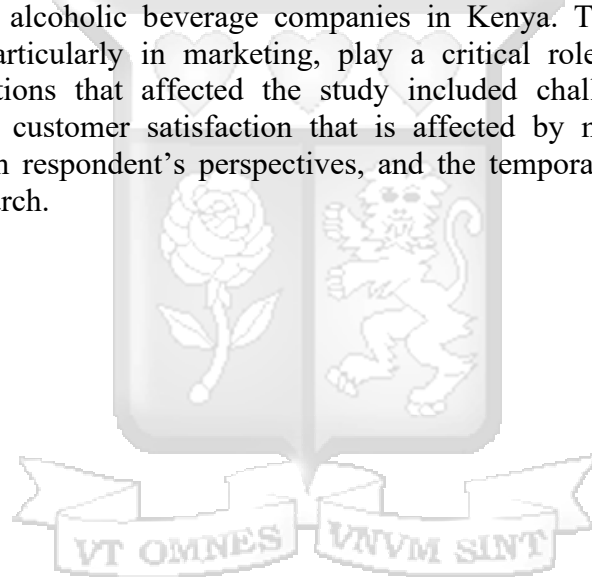 alcoholic beverage companies in Kenya. T
articularly in marketing, play a critical role
tions that affected the study included chall
customer satisfaction that is affected by
n respondent's perspectives, and the tempora
rch.
VT OMNES VNVM SINT